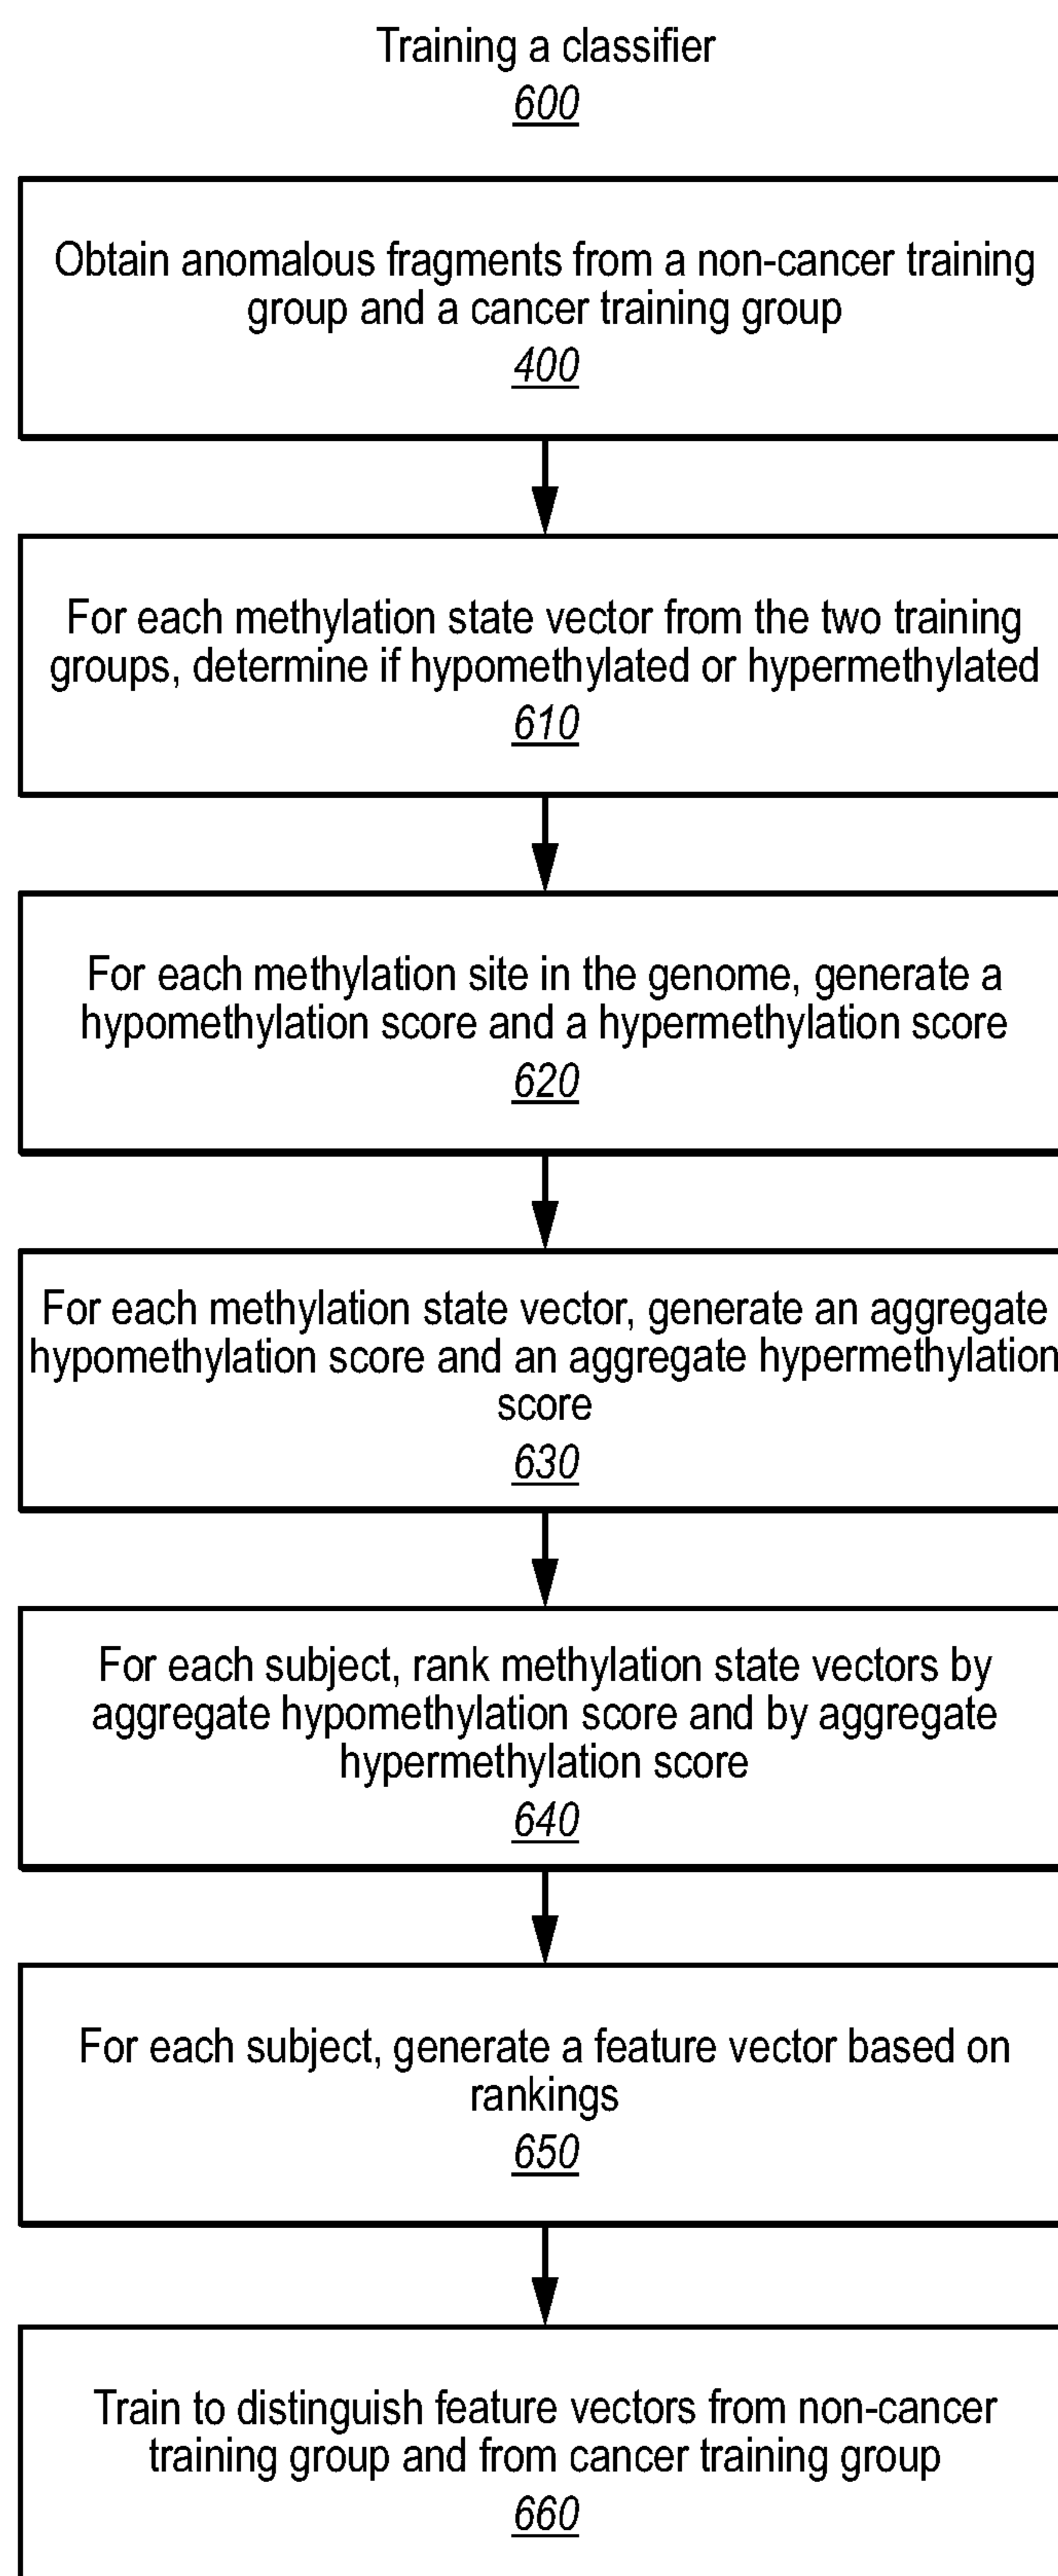 Training a classifier
600
Obtain anomalous fragments from a non-cancer training
group and a cancer training group
400
For each methylation state vector from the two training
groups, determine if hypomethylated or hypermethylated
610
For each methylation site in the genome, generate a
hypomethylation score and a hypermethylation score
620
For each methylation state vector, generate an aggregate
hypomethylation score and an aggregate hypermethylation
score
630
For each subject, rank methylation state vectors by
aggregate hypomethylation score and by aggregate
hypermethylation score
640
For each subject, generate a feature vector based on
rankings
650
Train to distinguish feature vectors from non-cancer
training group and from cancer training group
660